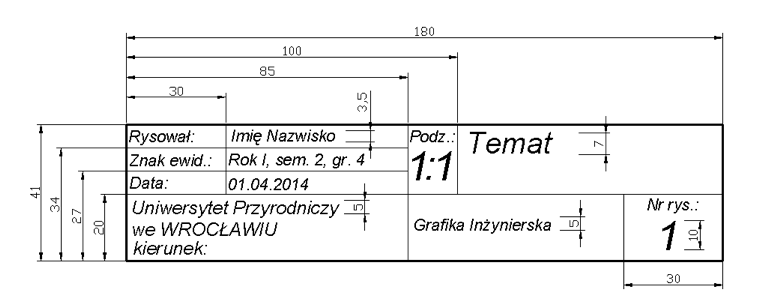 180
100
85
30
3,5
Rysował: Imię Nazwisko
Znak ewid.: Rok I, sem. 2, gr. 4
Data: 01.04.2014
Podz.:
1:1
Temat
7
41
34
27
20
Uniwersytet Przyrodniczy
we WROCŁAWIU
kierunek:
5
Grafika Inżynierska
5
Nr rys.:
1
10
30